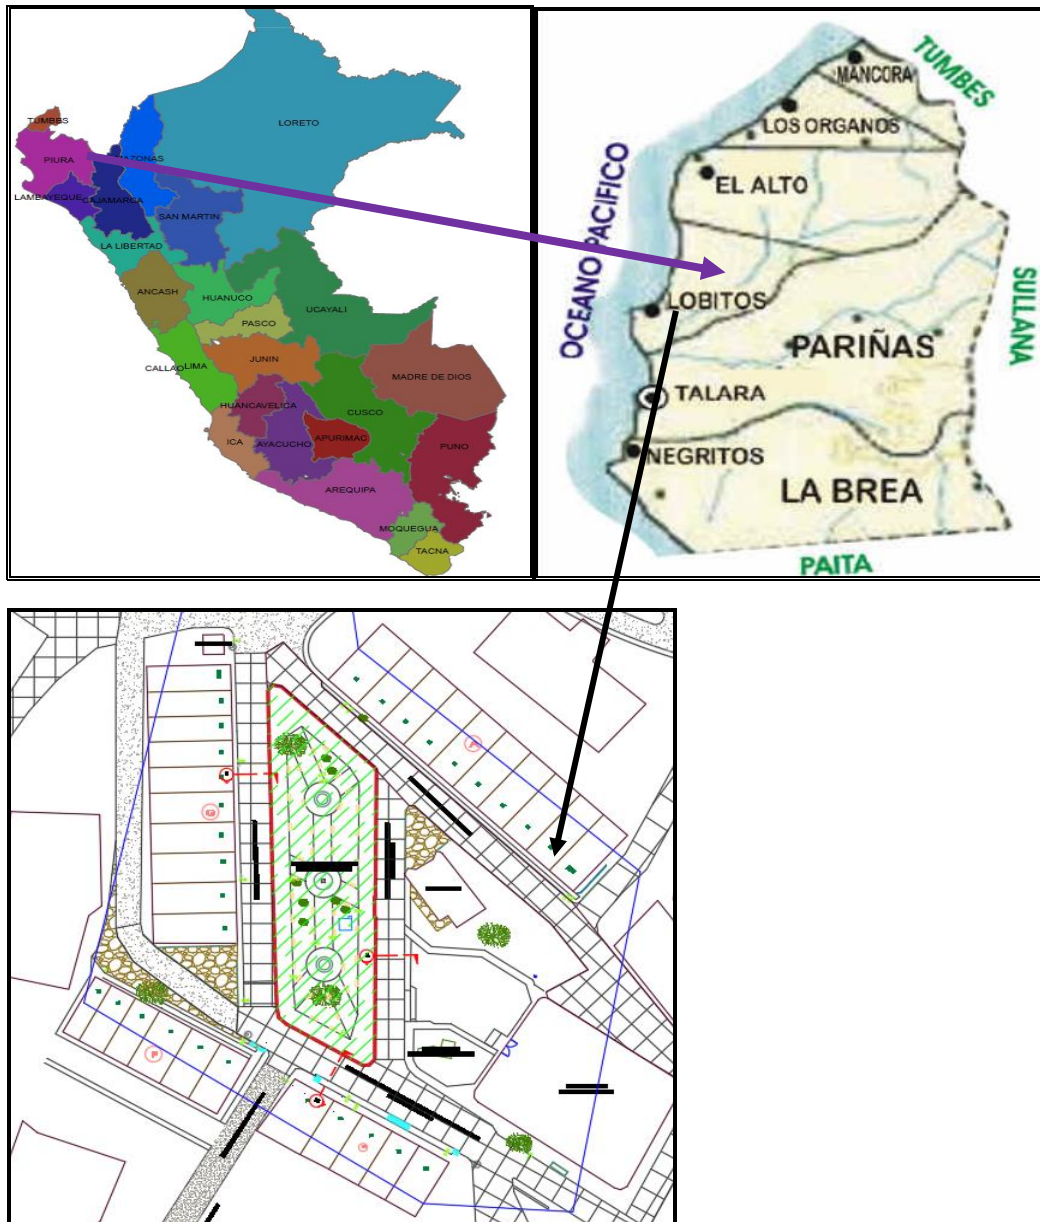 LORETO
TUMBES
PIURA
AMAZONAS
LAMBAYEQUE
CAJAMARCA
SAN MARTIN
LA LIBERTAD
ANCASH
HUANUCO
UCAYALI
PASCO
JUNIN
CALLAO
LIMA
MADRE DE DIOS
HUANCAVELICA
CUSCO
ICA
AYACUCHO
APURIMAC
PUNO
AREQUIPA
MOQUEGUA
TACNA
MANCORA
TUMBES
LOS ORGANOS
EL ALTO
OCEANO PACIFICO
LOBITOS
SULLANA
PARIÑAS
TALARA
NEGRITOS
LA BREA
PAITA